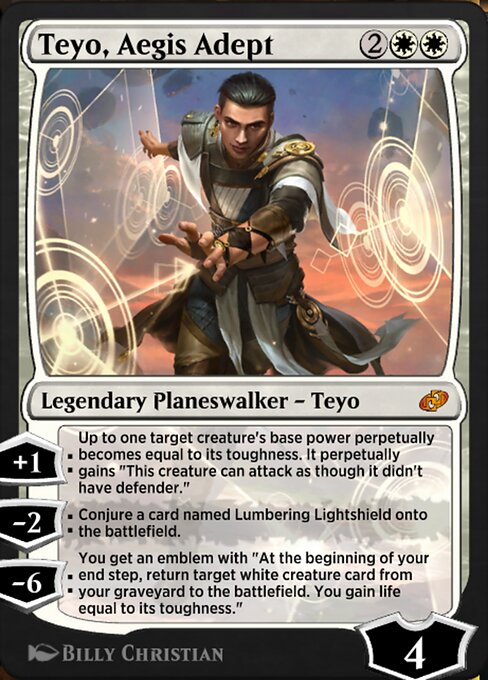 Teyo, Aegis Adept 2
Legendary Planeswalker – Teyo
+1
Up to one target creature's base power perpetually
becomes equal to its toughness. It perpetually
gains "This creature can attack as though it didn't
have defender."
−2
Conjure a card named Lumbering Lightshield onto
the battlefield.
−6
You get an emblem with "At the beginning of your
end step, return target white creature card from
your graveyard to the battlefield. You gain life
equal to its toughness."
Billy Christian
4